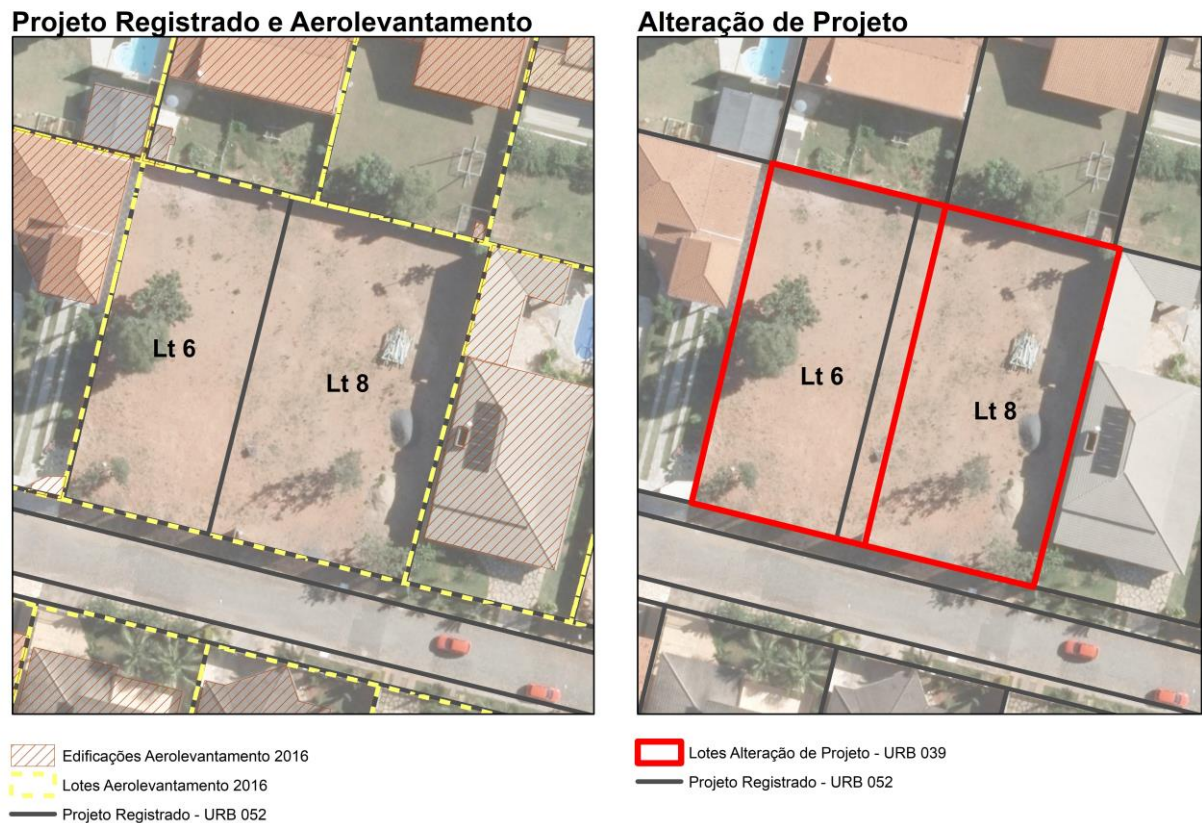 Projeto Registrado e Aerolevantamento
Lt 6
Lt 8
Edificações Aerolevantamento 2016
Lotes Aerolevantamento 2016
Projeto Registrado - URB 052
Alteração de Projeto
Lt 6
Lt 8
Lotes Alteração de Projeto - URB 039
Projeto Registrado - URB 052